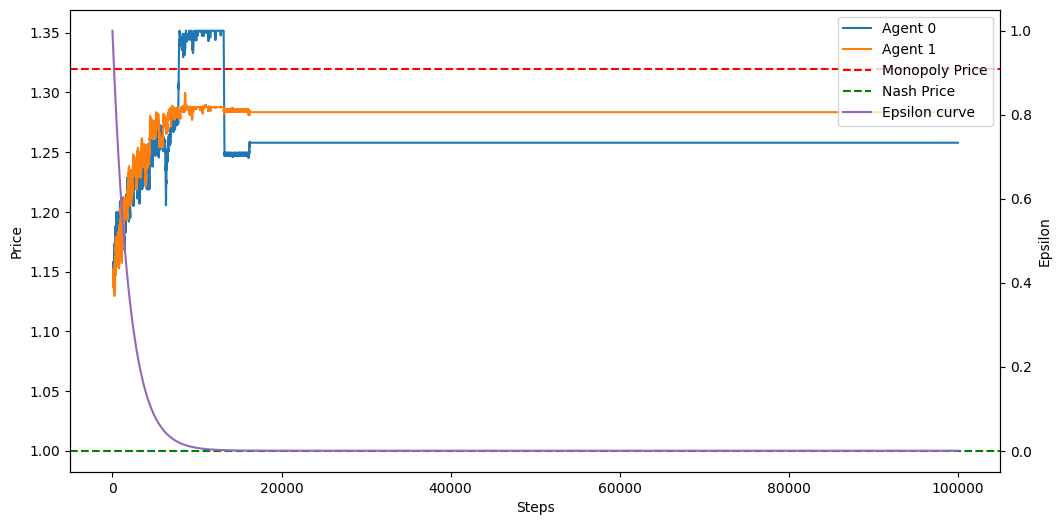 Agent 0
Agent 1
Monopoly Price
Nash Price
Epsilon curve
1.35
1.30
1.25
1.20
1.15
1.10
1.05
1.00
Price
1.0
0.8
0.6
0.4
0.2
0.0
Epsilon
0
20000
40000
60000
80000
100000
Steps